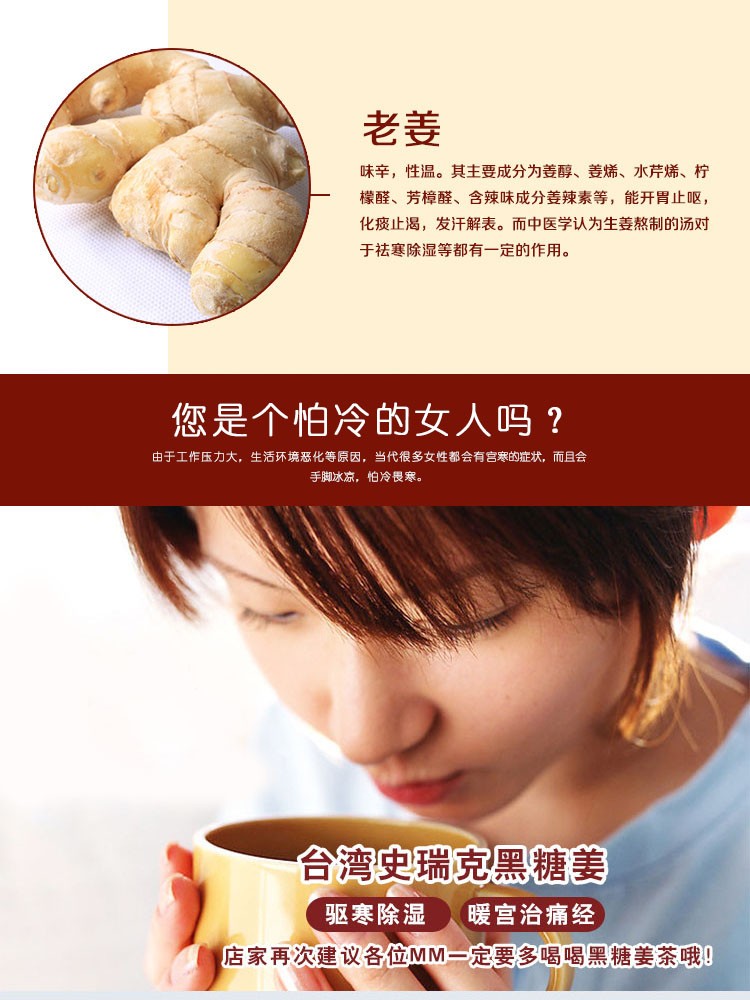 老姜
味辛，性温。其主要成分为姜醇、姜烯、水芹烯、柠
檬醛、芳樟醛、含辣味成分姜辣素等，能开胃止呕，
化痰止渴，发汗解表。而中医学认为生姜熬制的汤对
于祛寒除湿等都有一定的作用。
您是个怕冷的女人吗？
由于工作压力大，生活环境恶化等原因，当代很多女性都会有宫寒的症状，而且会
手脚冰凉，怕冷畏寒。
台湾史瑞克黑糖姜
驱寒除湿 暖宫治痛经
店家再次建议各位MM一定要多喝喝黑糖姜茶哦！